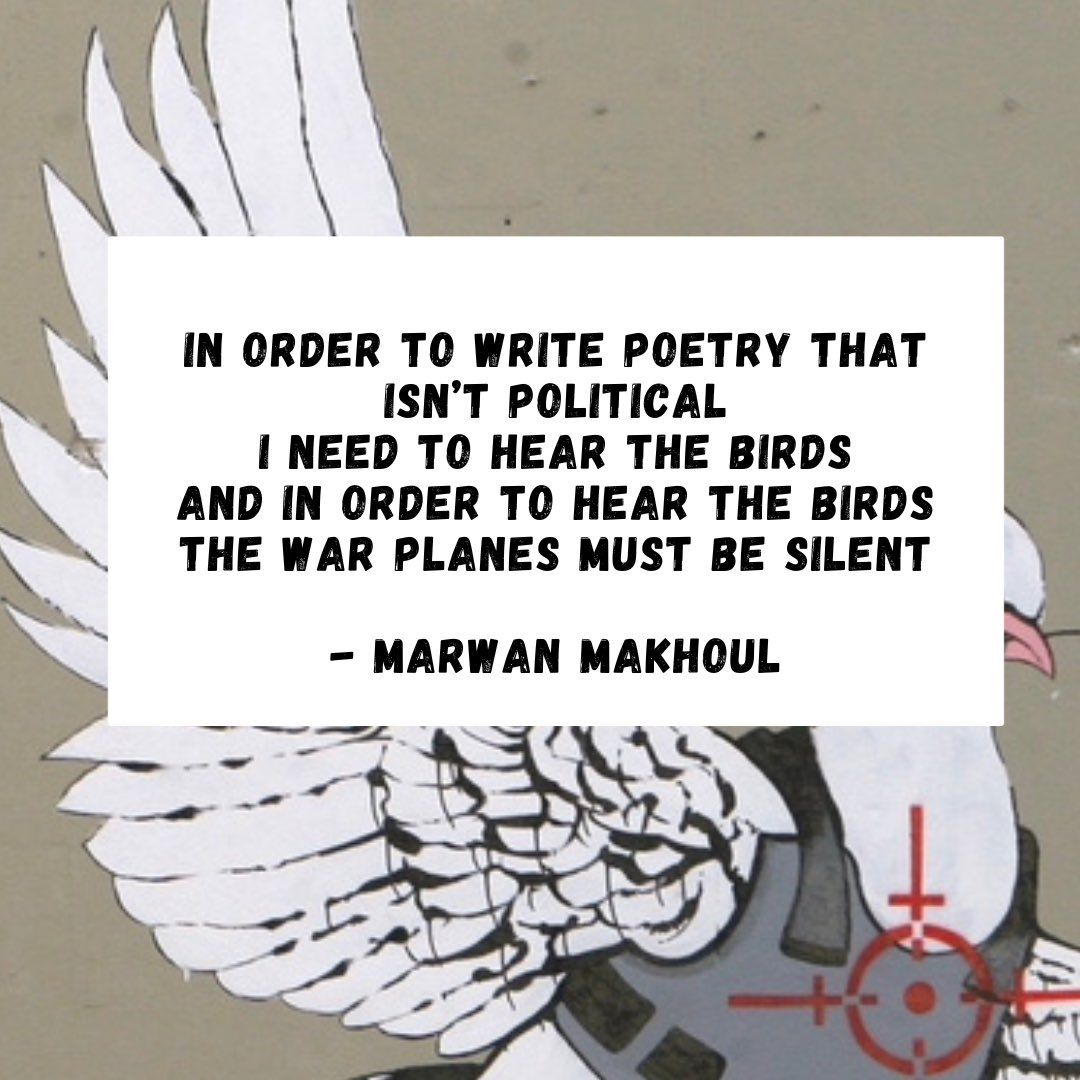 IN ORDER TO WRITE POETRY THAT
ISN'T POLITICAL
I NEED TO HEAR THE BIRDS
AND IN ORDER TO HEAR THE BIRDS
THE WAR PLANES MUST BE SILENT
- MARWAN MAKHOUL